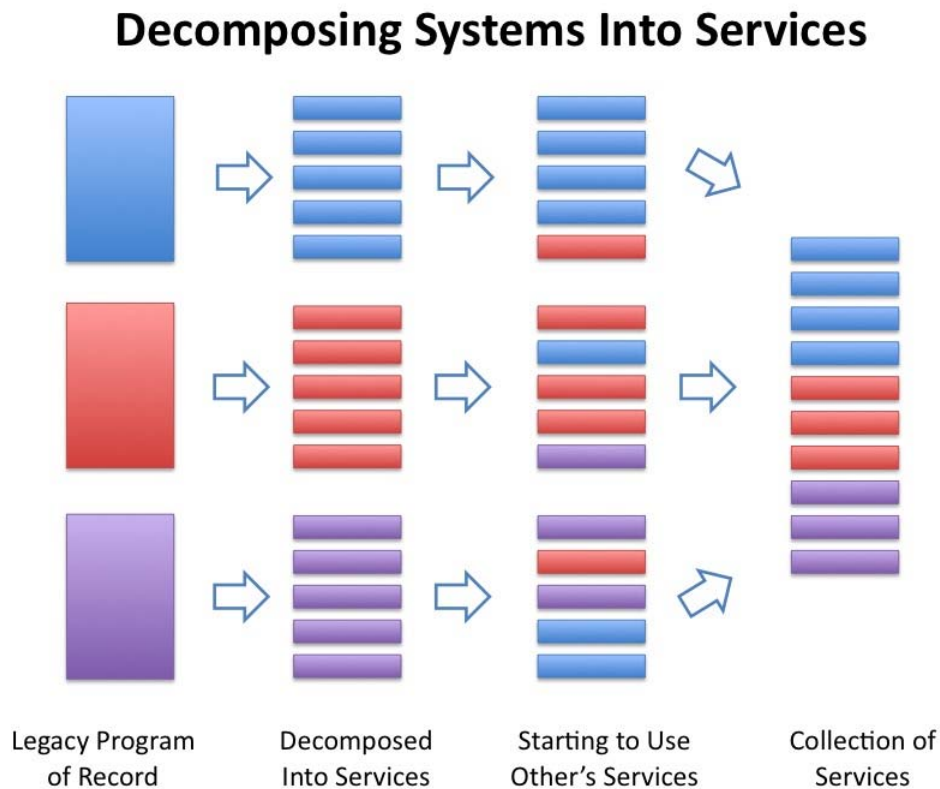 Decomposing Systems Into Services
Legacy Program
of Record
Decomposed
Into Services
Starting to Use
Other's Services
Collection of
Services